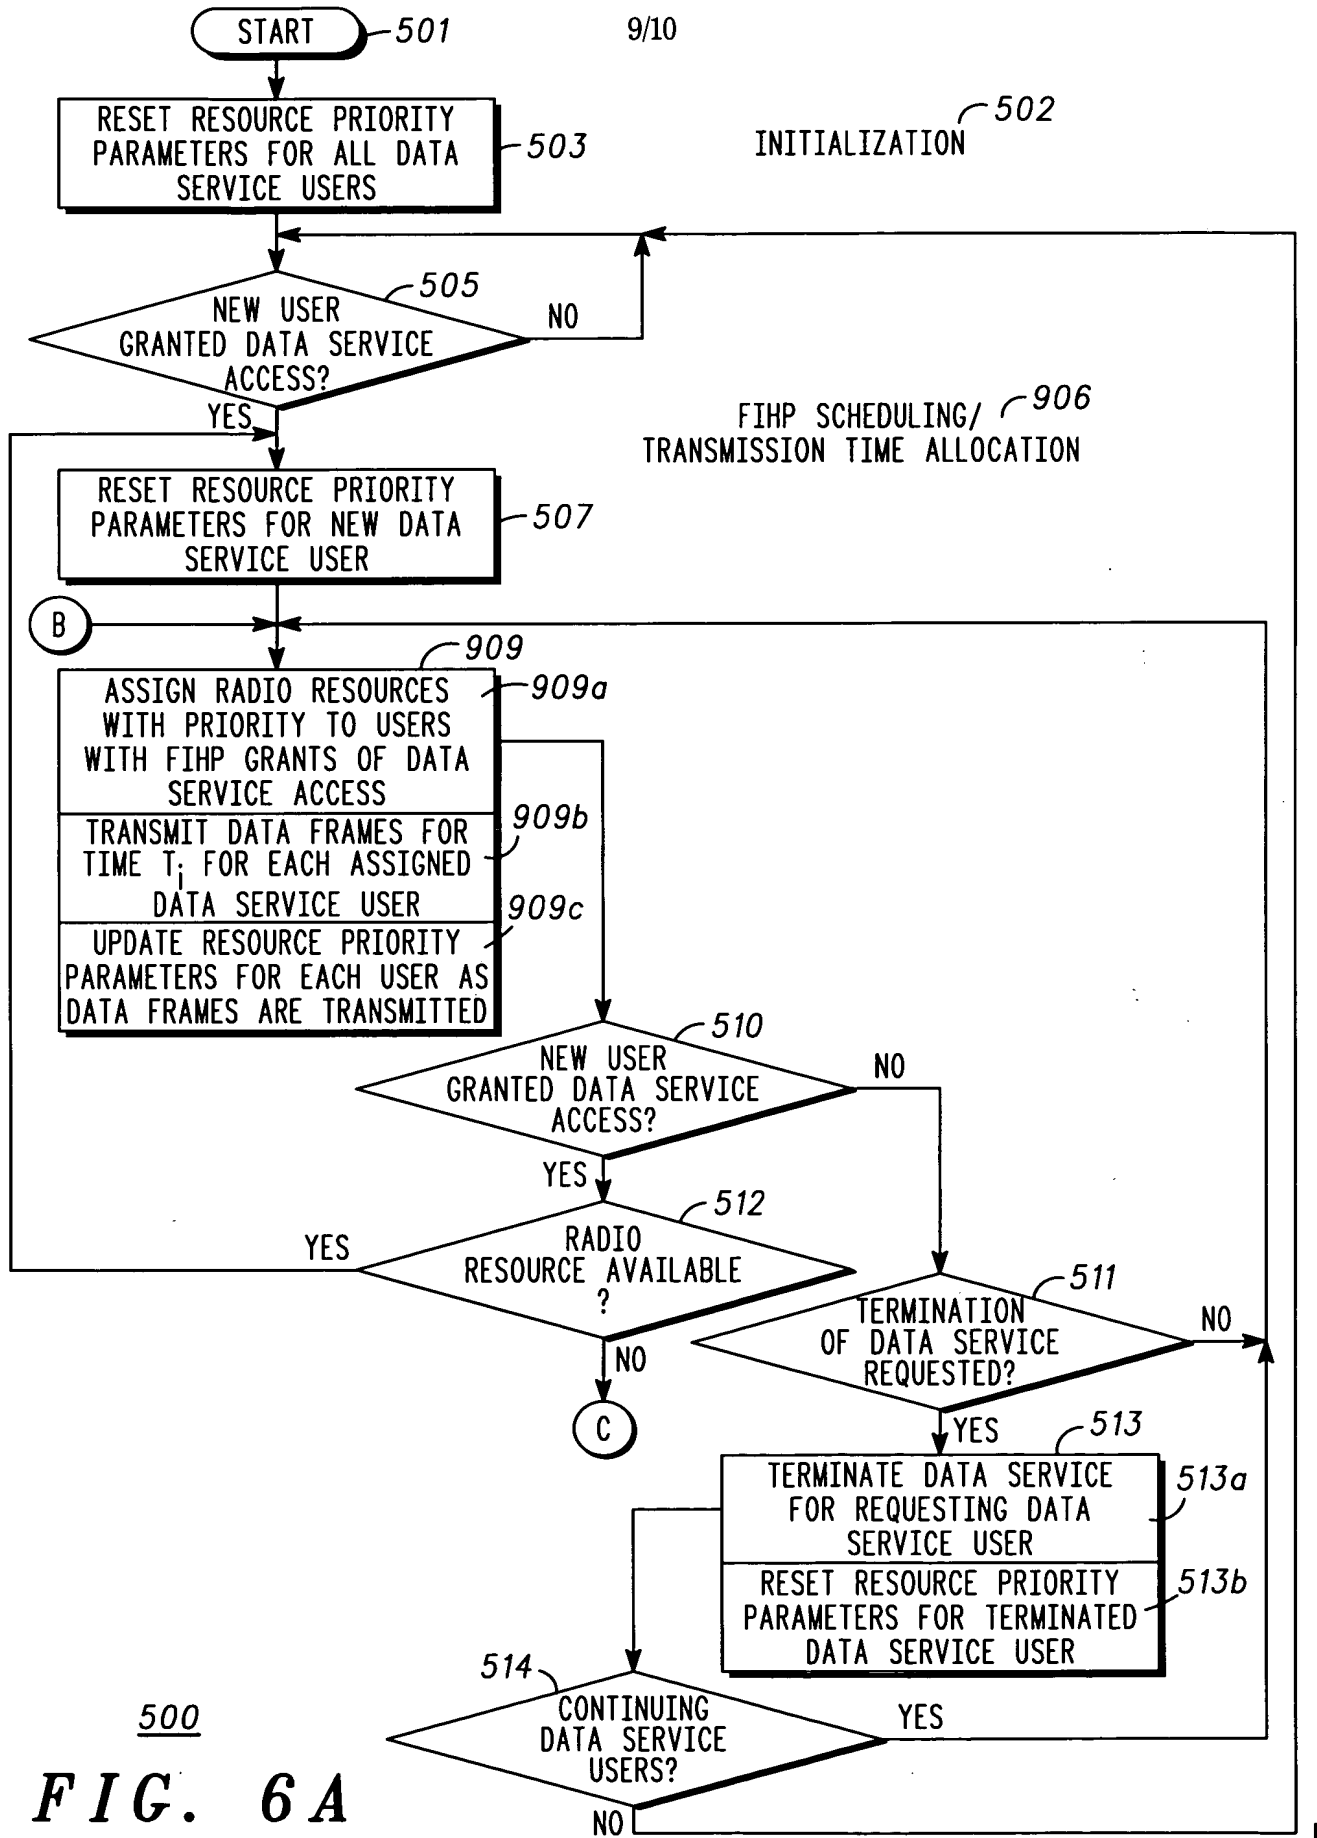 START
501
9/10
RESET RESOURCE PRIORITY
PARAMETERS FOR ALL DATA
SERVICE USERS
503
INITIALIZATION
502
505
NEW USER
GRANTED DATA SERVICE
ACCESS?
NO
YES
FIHP SCHEDULING/
TRANSMISSION TIME ALLOCATION
906
RESET RESOURCE PRIORITY
PARAMETERS FOR NEW DATA
SERVICE USER
507
B
909
ASSIGN RADIO RESOURCES
WITH PRIORITY TO USERS
WITH FIHP GRANTS OF DATA
SERVICE ACCESS
909a
TRANSMIT DATA FRAMES FOR
TIME Ti FOR EACH ASSIGNED
DATA SERVICE USER
909b
UPDATE RESOURCE PRIORITY
PARAMETERS FOR EACH USER AS
DATA FRAMES ARE TRANSMITTED
909c
510
NEW USER
GRANTED DATA SERVICE
ACCESS?
NO
YES
512
RADIO
RESOURCE AVAILABLE
?
YES
NO
C
511
TERMINATION
OF DATA SERVICE
REQUESTED?
NO
YES
513
TERMINATE DATA SERVICE
FOR REQUESTING DATA
SERVICE USER
513a
RESET RESOURCE PRIORITY
PARAMETERS FOR TERMINATED
DATA SERVICE USER
513b
514
CONTINUING
DATA SERVICE
USERS?
YES
NO
500
FIG. 6A